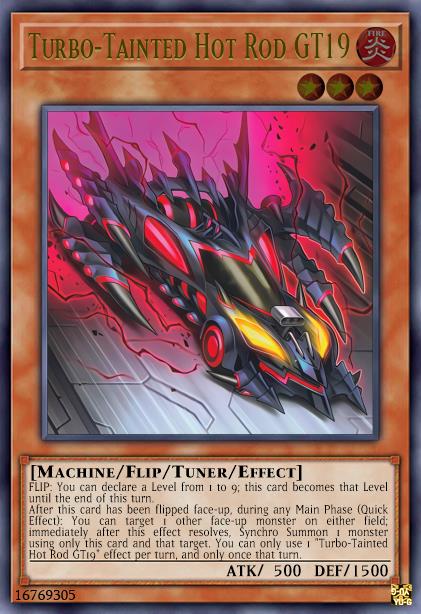 Turbo-Tainted Hot Rod GT19
FIRE
炎
[Machine/Flip/Tuner/Effect]
FLIP: You can declare a Level from 1 to 9; this card becomes that Level
until the end of this turn.
After this card has been flipped face-up, during any Main Phase (Quick
Effect): You can target 1 other face-up monster on either field;
immediately after this effect resolves, Synchro Summon 1 monster
using only this card and that target. You can only use 1 "Turbo-Tainted
Hot Rod GT19" effect per turn, and only once that turn.
ATK/ 500 DEF/1500
16769305